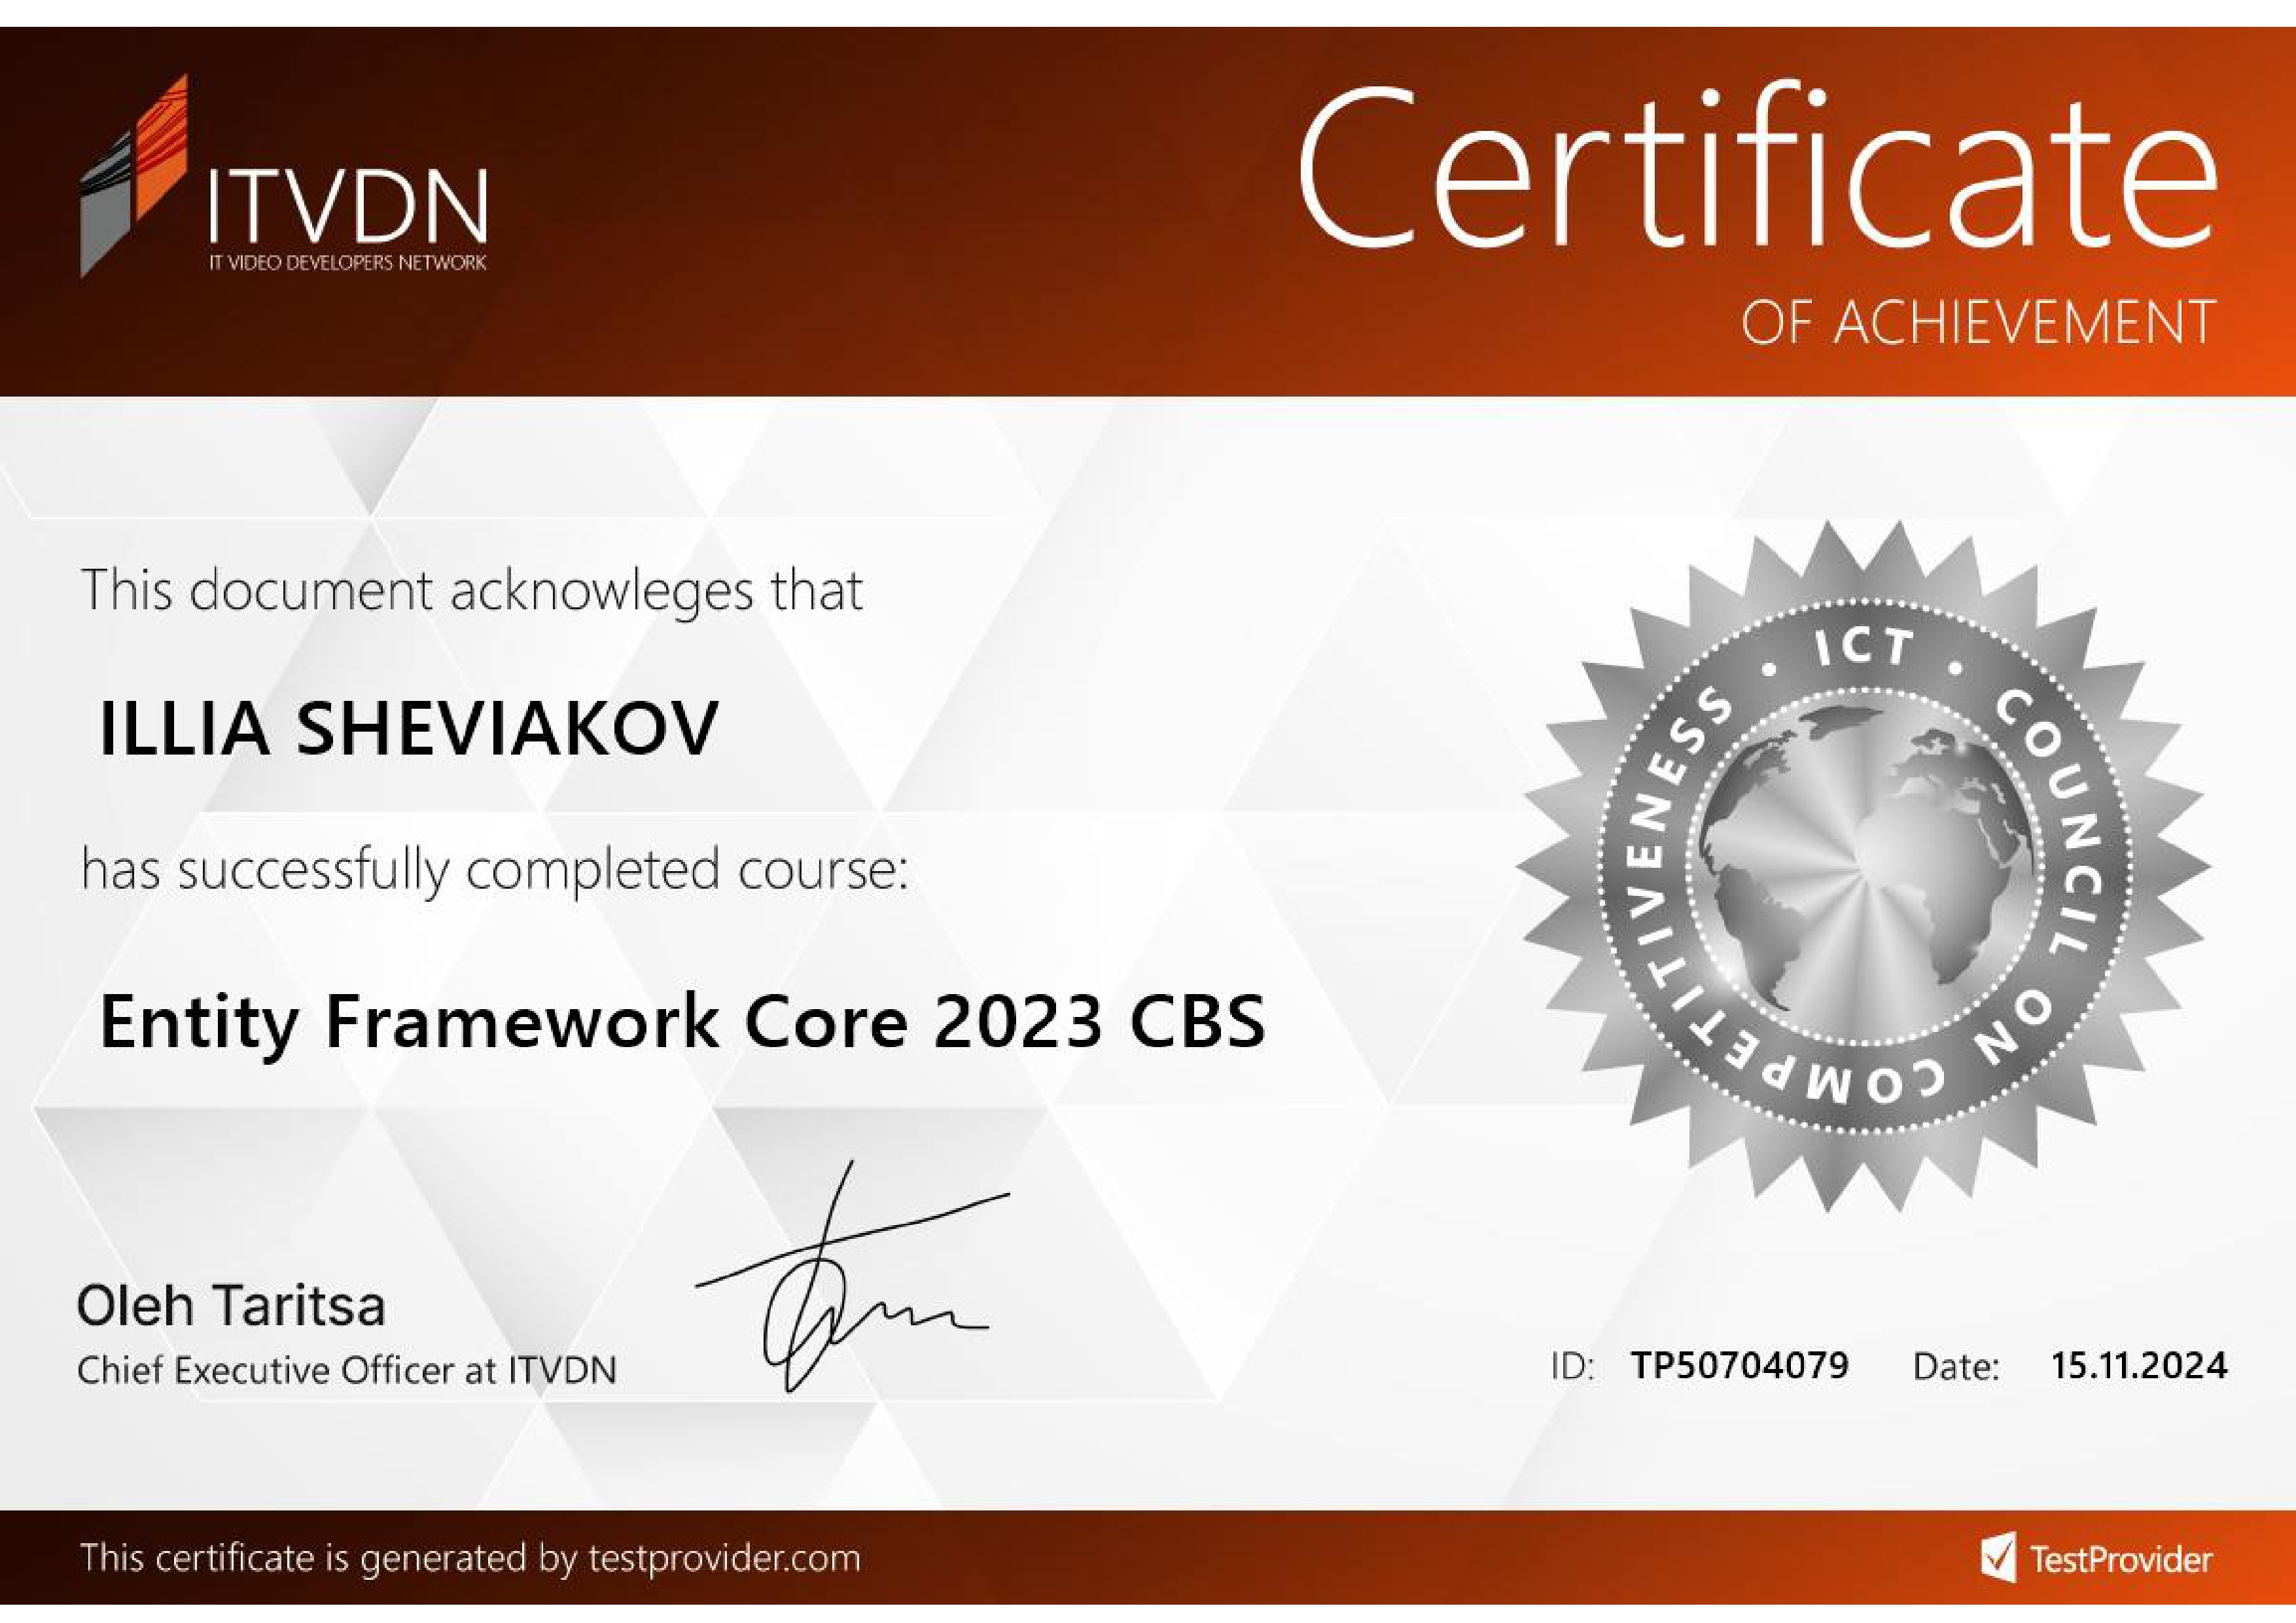 ITVDN
IT VIDEO DEVELOPERS NETWORK
Certificate
OF ACHIEVEMENT
This document acknowleges that
ILLIA SHEVIAKOV
has successfully completed course:
Entity Framework Core 2023 CBS
• ICT • COUNCIL ON COMPETITIVENESS
Oleh Taritsa
Chief Executive Officer at ITVDN
ID: TP50704079 Date: 15.11.2024
This certificate is generated by testprovider.com
TestProvider